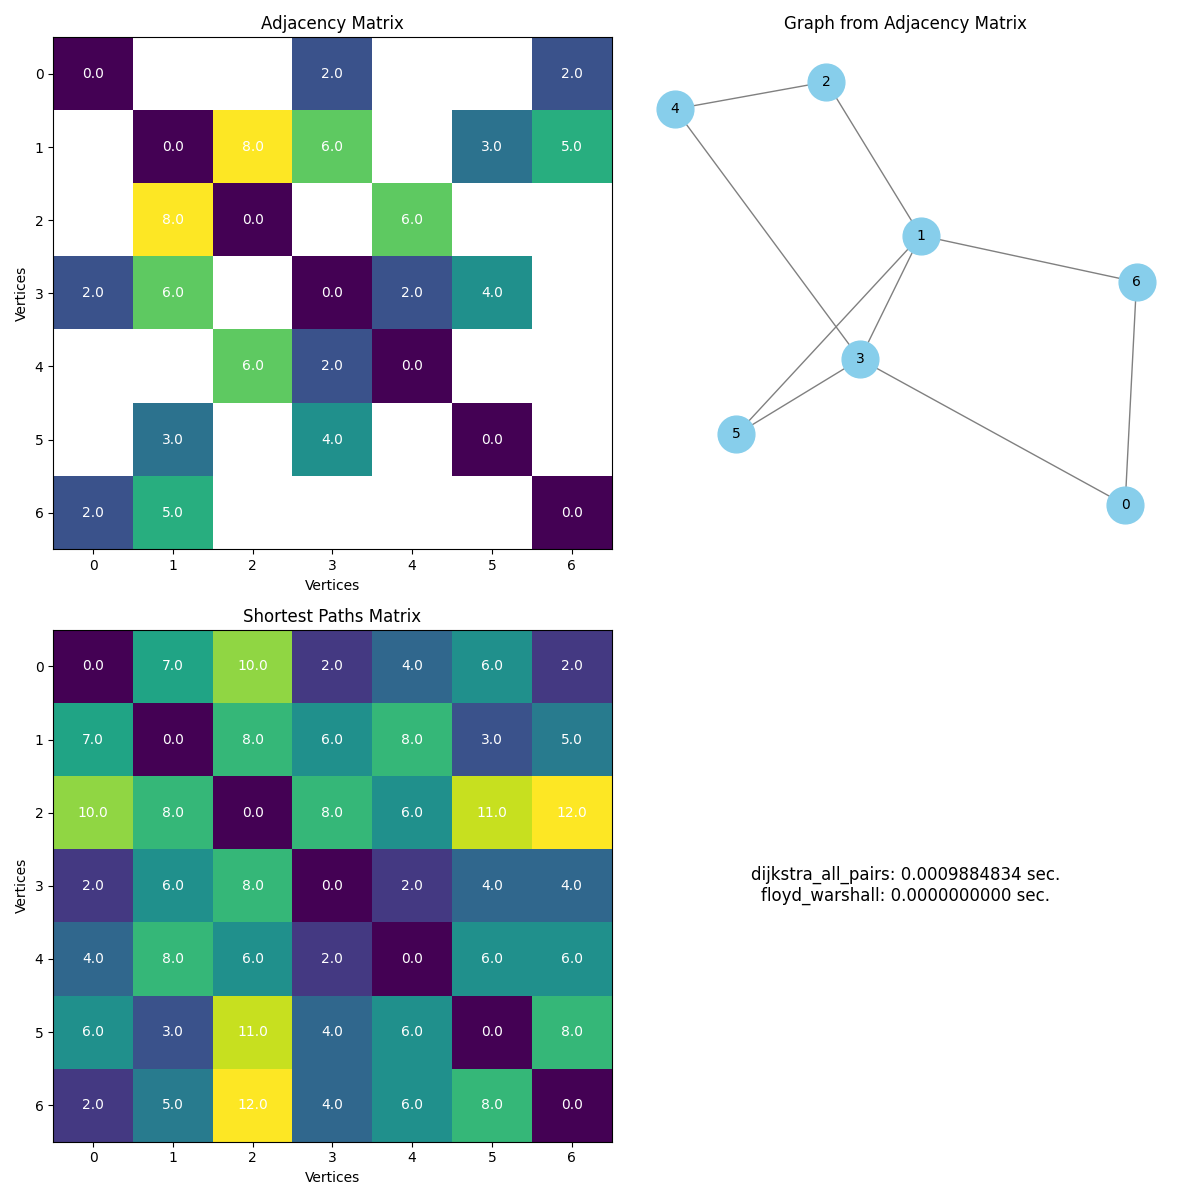 Adjacency Matrix
0 0.0 2.0 2.0
1 0.0 8.0 6.0 3.0 5.0
2 8.0 0.0 6.0
3 2.0 6.0 0.0 2.0 4.0
4 6.0 2.0 0.0
5 3.0 4.0 0.0
6 2.0 5.0 0.0
0 1 2 3 4 5 6
Vertices
Vertices
Graph from Adjacency Matrix
2
4
1
6
3
5
0
Shortest Paths Matrix
0 0.0 7.0 10.0 2.0 4.0 6.0 2.0
1 7.0 0.0 8.0 6.0 8.0 3.0 5.0
2 10.0 8.0 0.0 8.0 6.0 11.0 12.0
3 2.0 6.0 8.0 0.0 2.0 4.0 4.0
4 4.0 8.0 6.0 2.0 0.0 6.0 6.0
5 6.0 3.0 11.0 4.0 6.0 0.0 8.0
6 2.0 5.0 12.0 4.0 6.0 8.0 0.0
0 1 2 3 4 5 6
Vertices
Vertices
dijkstra_all_pairs: 0.0009884834 sec.
floyd_warshall: 0.0000000000 sec.